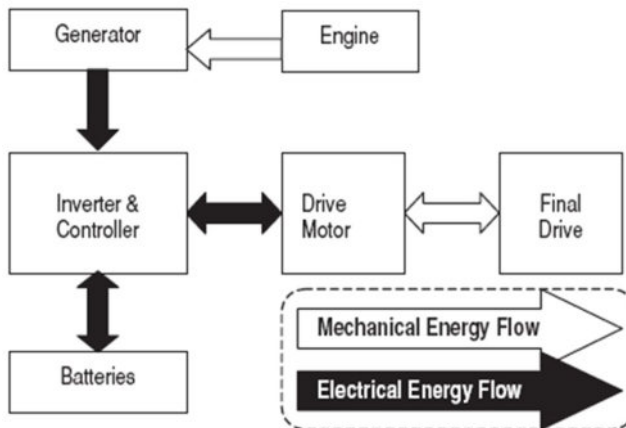 Generator
Engine
Inverter &
Controller
Drive
Motor
Final
Drive
Mechanical Energy Flow
Electrical Energy Flow
Batteries